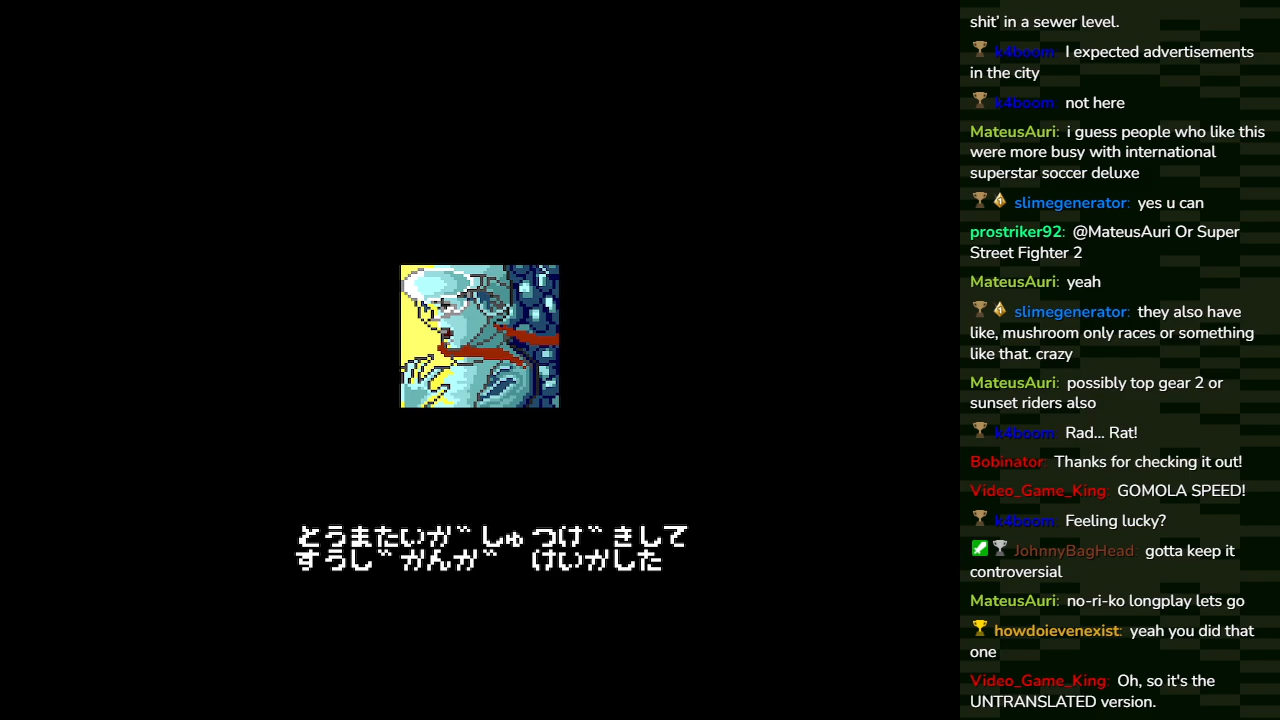 とうまたいが しゅつげきして
すうじかんが けいかした
shit' in a sewer level.
k4boom: I expected advertisements
in the city
k4boom: not here
MateusAuri: i guess people who like this
were more busy with international
superstar soccer deluxe
slimegenerator: yes u can
prostriker92: @MateusAuri Or Super
Street Fighter 2
MateusAuri: yeah
slimegenerator: they also have
like, mushroom only races or something
like that. crazy
MateusAuri: possibly top gear 2 or
sunset riders also
k4boom: Rad... Rat!
Bobinator: Thanks for checking it out!
Video_Game_King: GOMOLA SPEED!
k4boom: Feeling lucky?
JohnnyBagHead: gotta keep it
controversial
MateusAuri: no-ri-ko longplay lets go
howdoievenexist: yeah you did that
one
Video_Game_King: Oh, so it's the
UNTRANSLATED version.